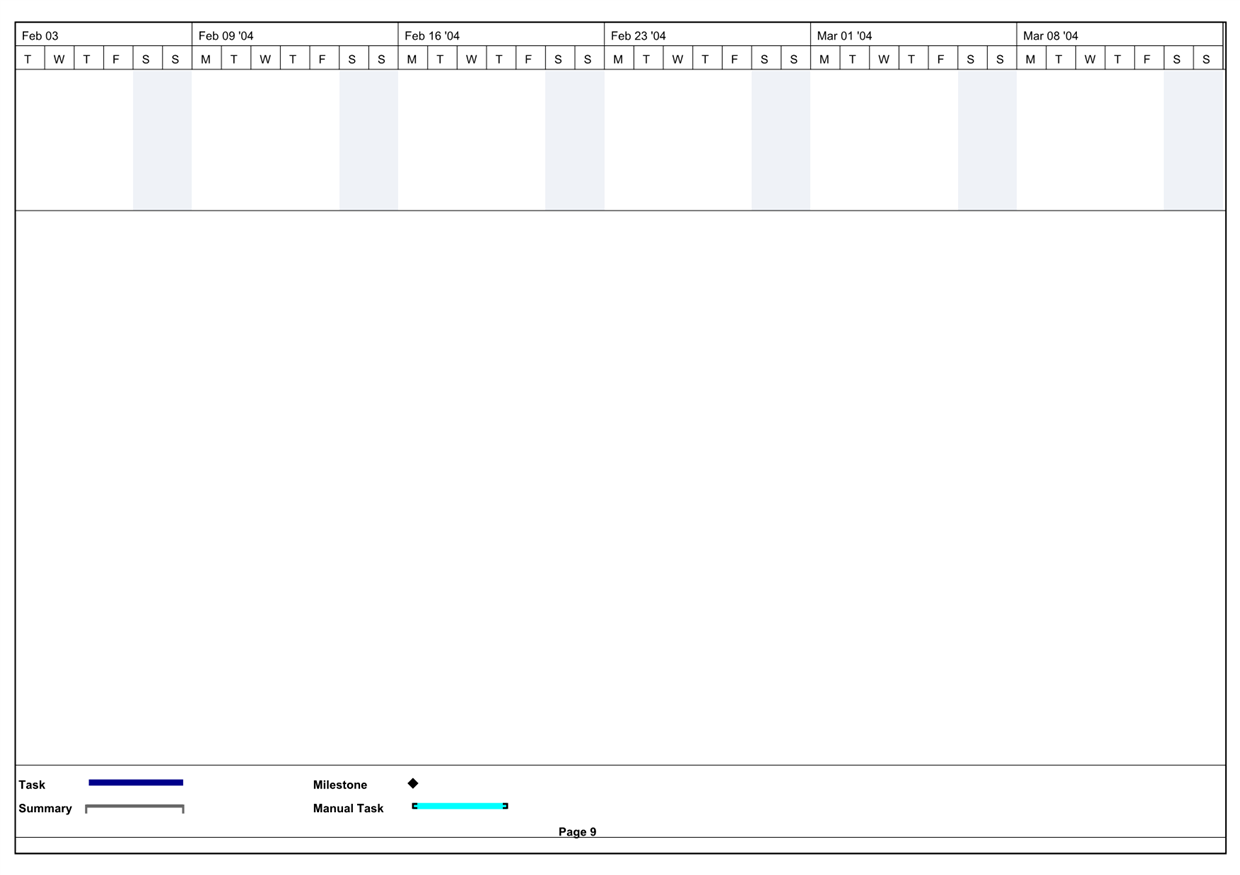 Feb 03 Feb 09 '04 Feb 16 '04 Feb 23 '04 Mar 01 '04 Mar 08 '04
T W T F S S M T W T F S S M T W T F S S M T W T F S S M T W T F S S M T W T F S S
Task Milestone
Summary Manual Task
Page 9